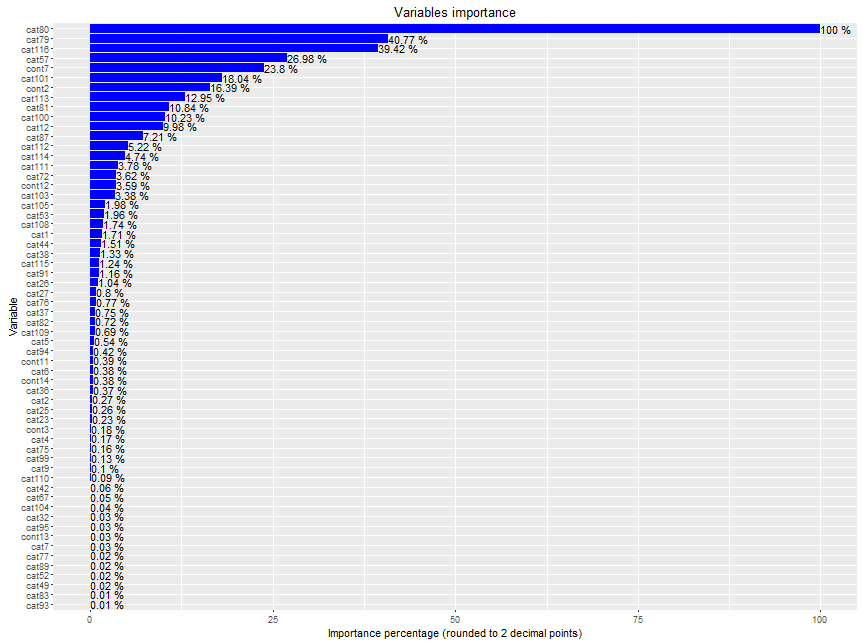 Variables importance
cat80 100 %
cat79 40.77 %
cat116 39.42 %
cat57 26.98 %
cont7 23.8 %
cat101 18.04 %
cont2 16.39 %
cat113 12.95 %
cat81 10.84 %
cat100 10.23 %
cat12 9.98 %
cat87 7.21 %
cat112 5.22 %
cat114 4.74 %
cat111 3.78 %
cat72 3.62 %
cont12 3.59 %
cat103 3.38 %
cat105 1.98 %
cat53 1.96 %
cat108 1.74 %
cat1 1.71 %
cat44 1.51 %
cat38 1.33 %
cat115 1.24 %
cat91 1.16 %
cat26 1.04 %
cat27 0.8 %
cat76 0.77 %
cat37 0.75 %
cat82 0.72 %
cat109 0.69 %
cat5 0.54 %
cat94 0.42 %
cont11 0.39 %
cat6 0.38 %
cont14 0.38 %
cat36 0.37 %
cat2 0.27 %
cat25 0.26 %
cat23 0.23 %
cont3 0.18 %
cat4 0.17 %
cat75 0.16 %
cat99 0.13 %
cat9 0.1 %
cat110 0.09 %
cat42 0.06 %
cat67 0.05 %
cat104 0.04 %
cat32 0.03 %
cat95 0.03 %
cont13 0.03 %
cat7 0.03 %
cat77 0.02 %
cat89 0.02 %
cat52 0.02 %
cat49 0.02 %
cat83 0.01 %
cat93 0.01 %
Variable
0 25 50 75 100
Importance percentage (rounded to 2 decimal points)